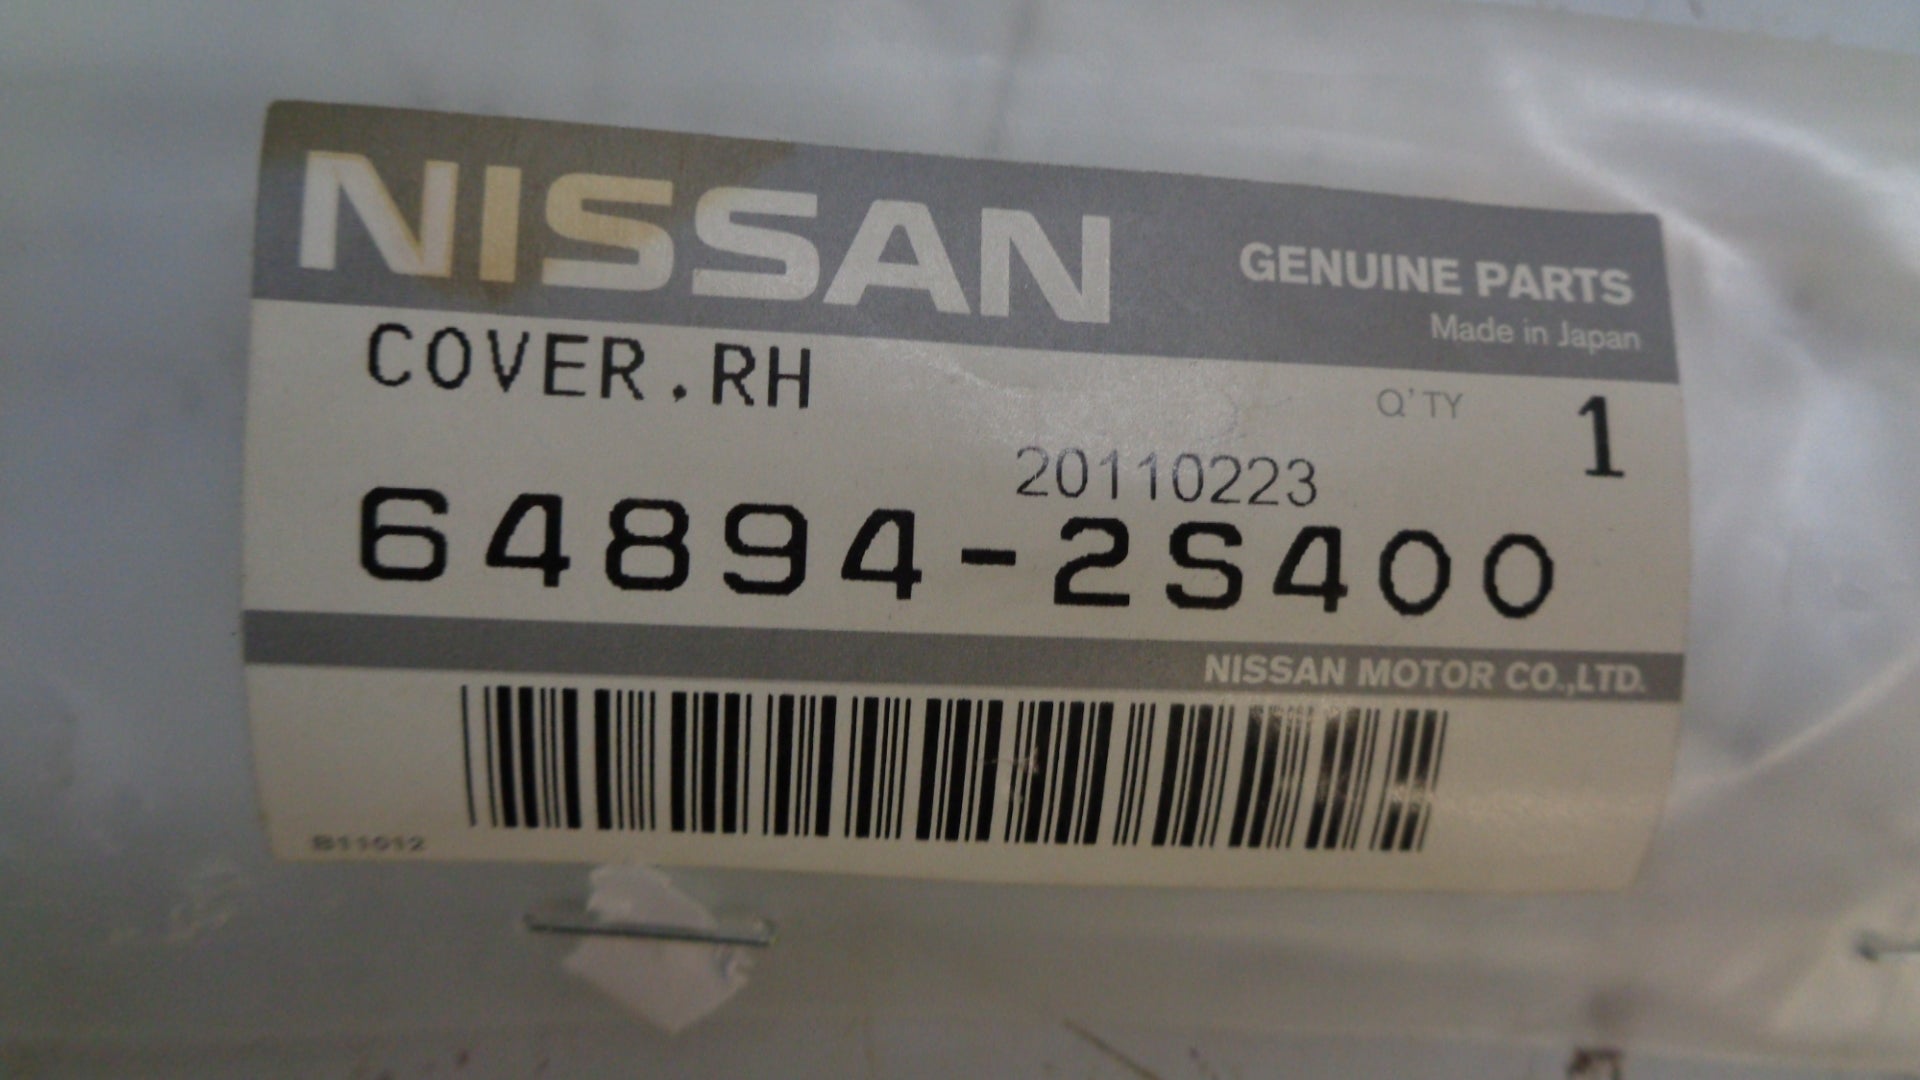 NISSAN
GENUINE PARTS
Made in Japan
COVER.RH
Q'TY 1
20110223
64894-2S400
NISSAN MOTOR CO.,LTD.
B11012